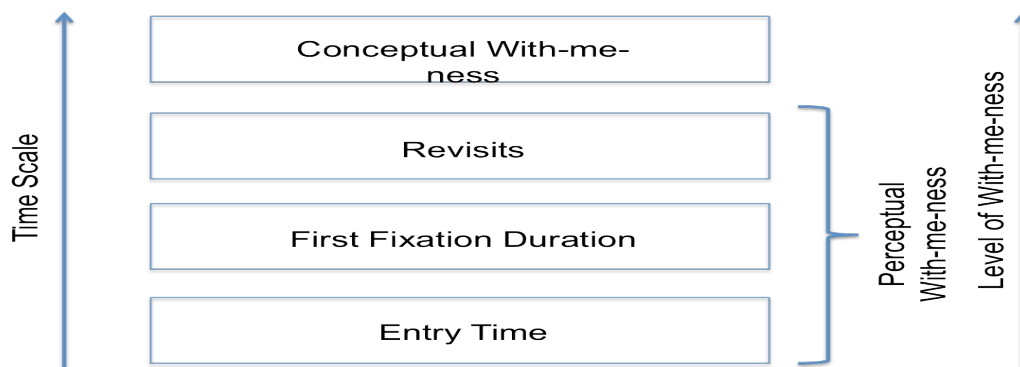 Conceptual With-me-
ness
Revisits
First Fixation Duration
Entry Time
Time Scale
Perceptual
With-me-ness
Level of With-me-ness